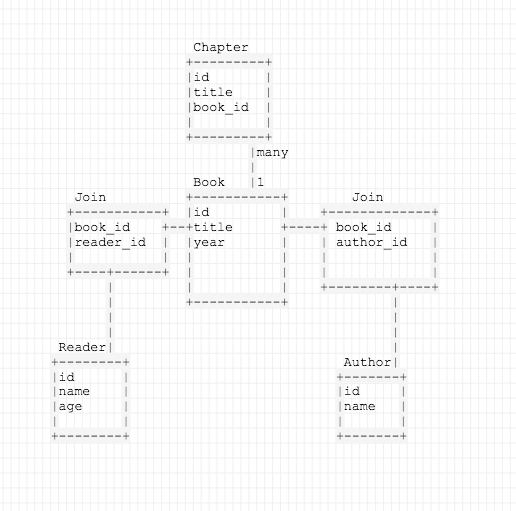 Chapter
id
title
book_id
many
Book 1
Join
id
title
year
Join
book_id
reader_id
book_id
author_id
Reader
id
name
age
Author
id
name